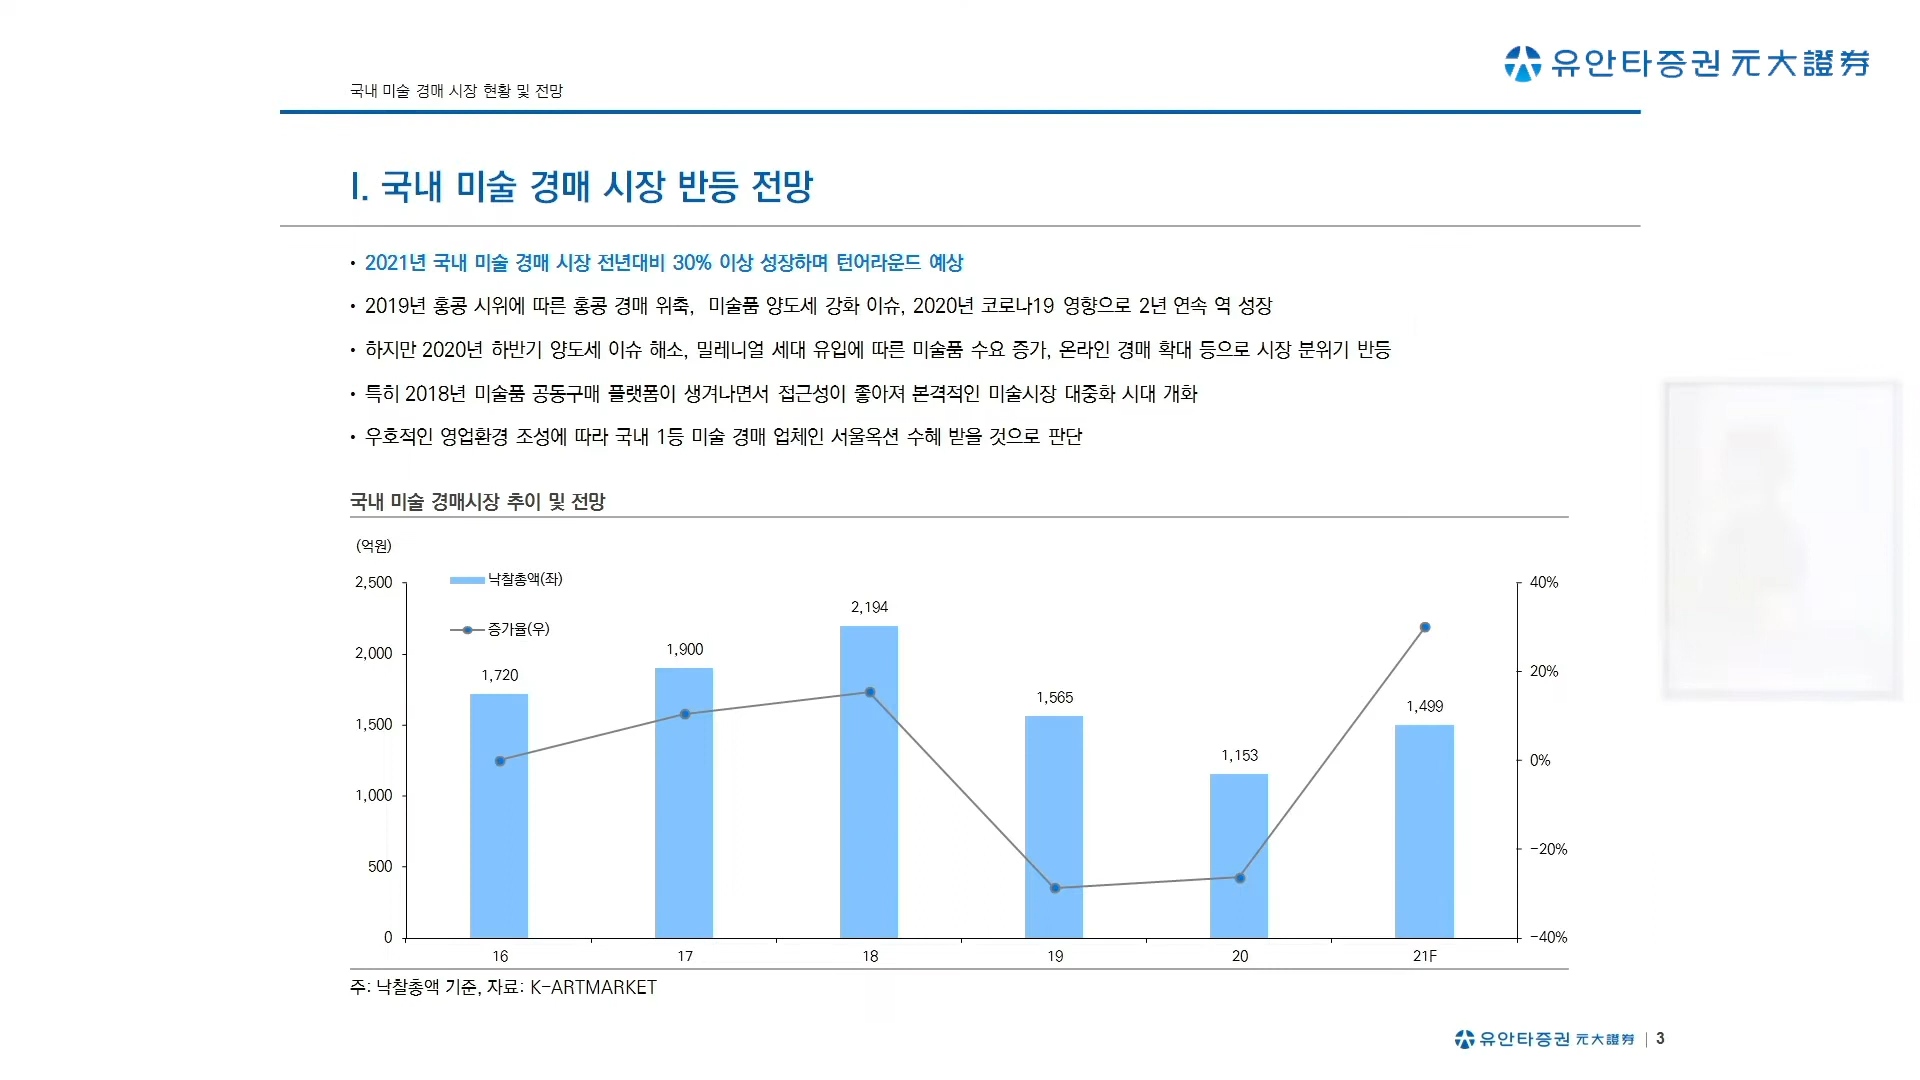 유안타증권 元大證券
국내 미술 경매 시장 현황 및 전망
I. 국내 미술 경매 시장 반등 전망
• 2021년 국내 미술 경매 시장 전년대비 30% 이상 성장하며 턴어라운드 예상
• 2019년 홍콩 시위에 따른 홍콩 경매 위축, 미술품 양도세 강화 이슈, 2020년 코로나19 영향으로 2년 연속 역 성장
• 하지만 2020년 하반기 양도세 이슈 해소, 밀레니얼 세대 유입에 따른 미술품 수요 증가, 온라인 경매 확대 등으로 시장 분위기 반등
• 특히 2018년 미술품 공동구매 플랫폼이 생겨나면서 접근성이 좋아져 본격적인 미술시장 대중화 시대 개화
• 우호적인 영업환경 조성에 따라 국내 1등 미술 경매 업체인 서울옥션 수혜 받을 것으로 판단
국내 미술 경매시장 추이 및 전망
(억원)
2,500
2,000
1,500
1,000
500
0
낙찰총액(좌)
증가율(우)
1,720
1,900
2,194
1,565
1,153
1,499
40%
20%
0%
-20%
-40%
16 17 18 19 20 21F
주: 낙찰총액 기준, 자료: K-ARTMARKET
유안타증권 元大證券 | 3